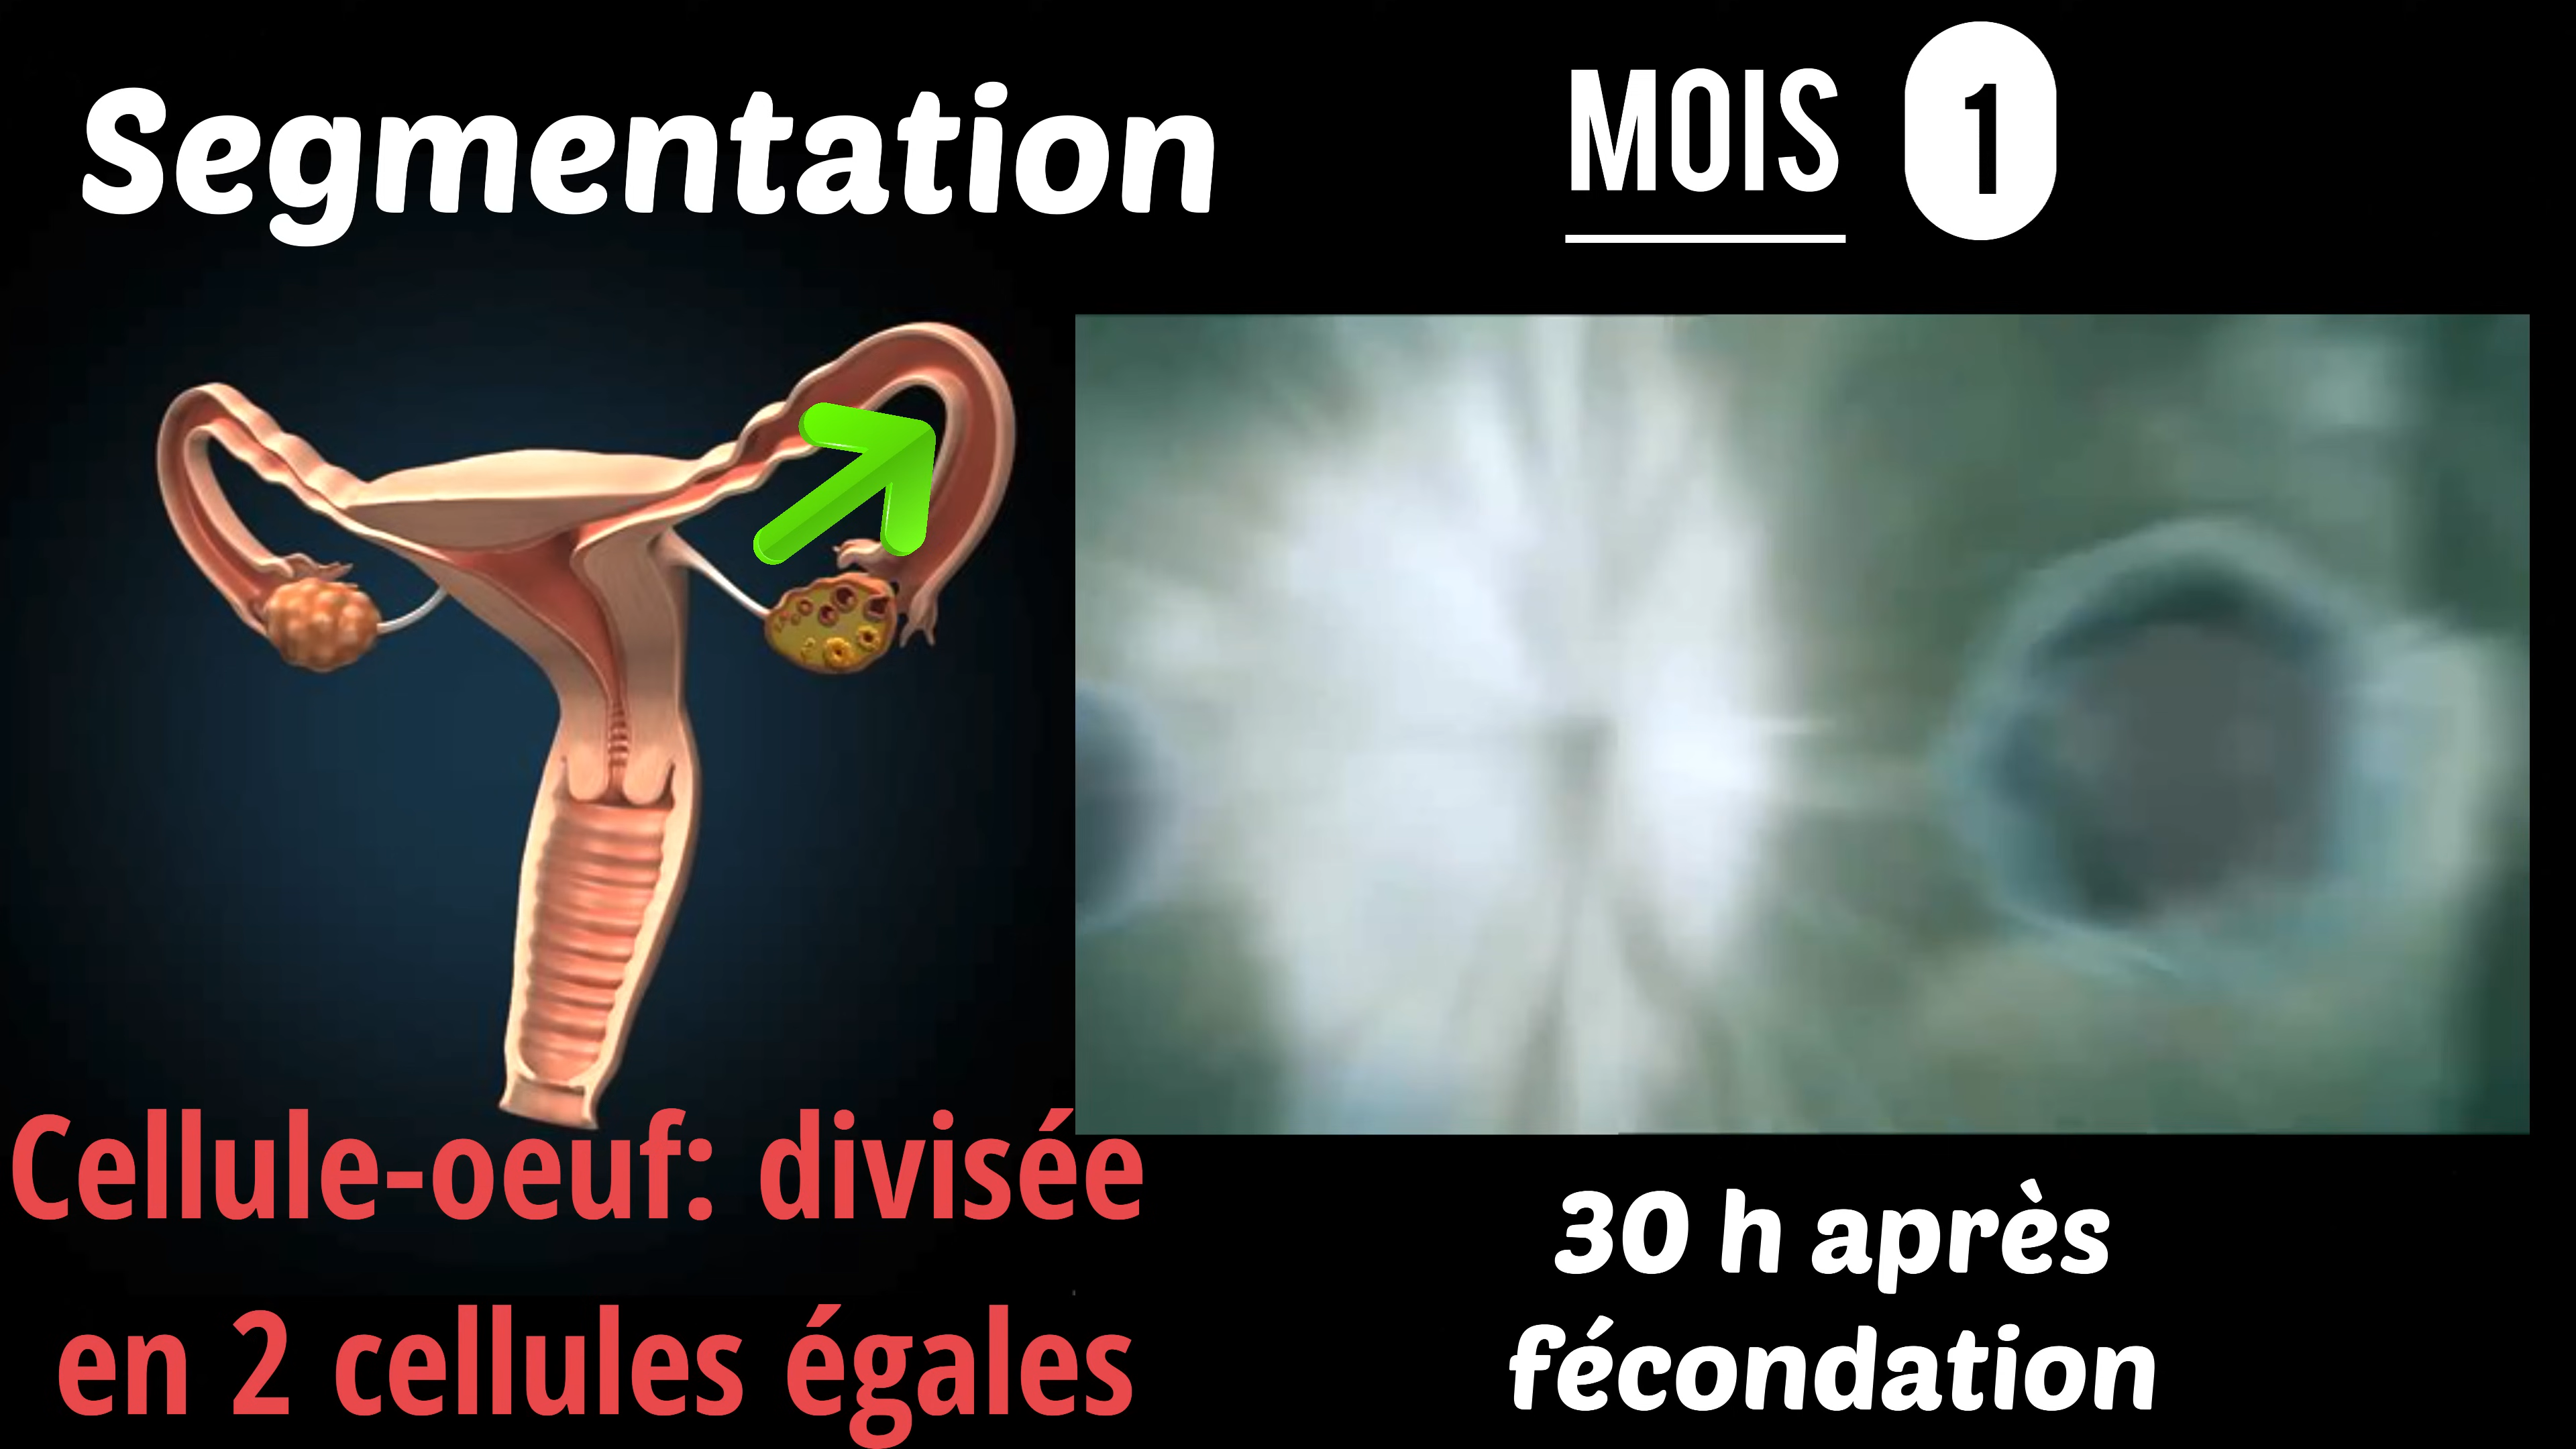 Segmentation
MOIS 1
Cellule-oeuf: divisée
en 2 cellules égales
30 h après
fécondation